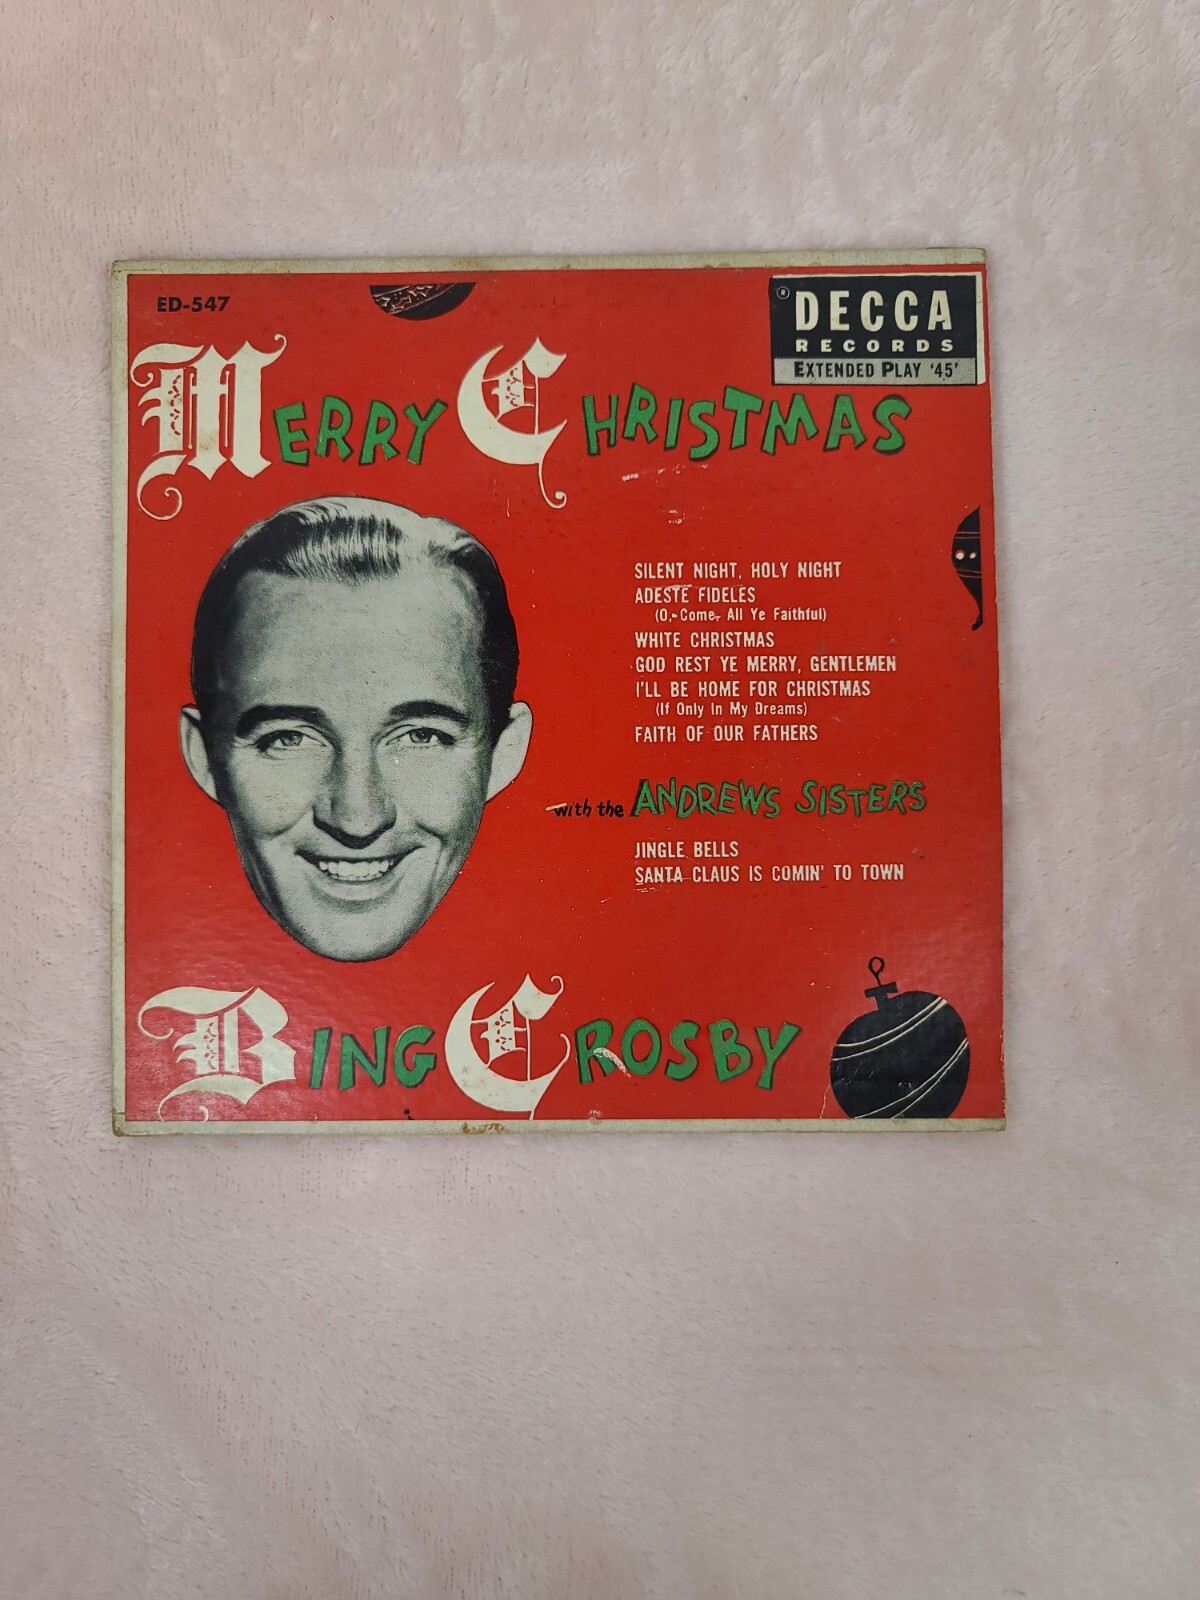 ED-547
® DECCA
RECORDS
EXTENDED PLAY '45'
MERRY CHRISTMAS
SILENT NIGHT, HOLY NIGHT
ADESTE FIDELES
(O, Come, All Ye Faithful)
WHITE CHRISTMAS
GOD REST YE MERRY, GENTLEMEN
I'LL BE HOME FOR CHRISTMAS
(If Only In My Dreams)
FAITH OF OUR FATHERS
with the ANDREWS SISTERS
JINGLE BELLS
SANTA CLAUS IS COMIN' TO TOWN
BING CROSBY